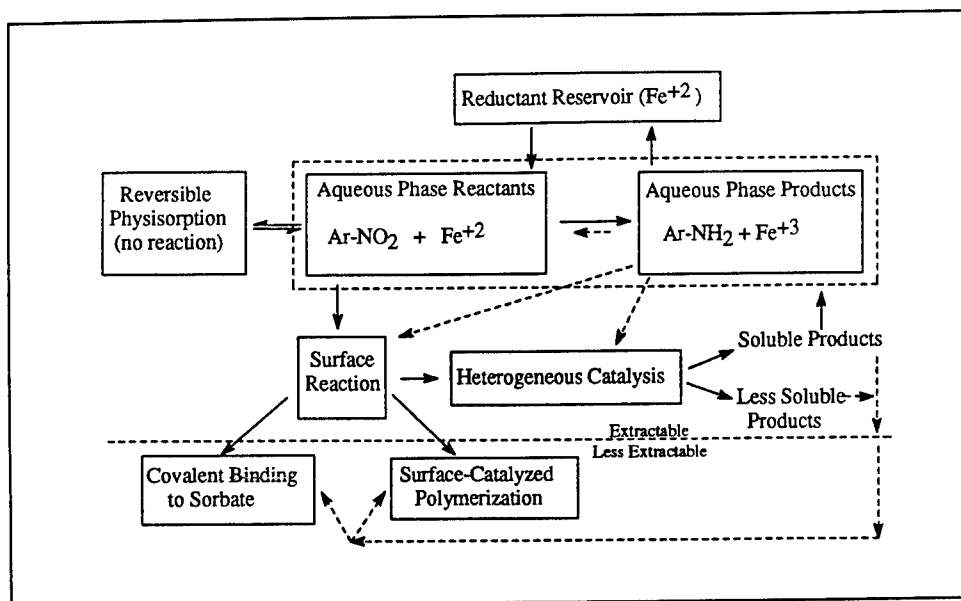 Reductant Reservoir (Fe+2)
Reversible
Physisorption
(no reaction)
Aqueous Phase Reactants
Ar-NO2 + Fe+2
Aqueous Phase Products
Ar-NH2 + Fe+3
Surface
Reaction
Heterogeneous Catalysis
Soluble Products
Less Soluble
Products
Extractable
Less Extractable
Covalent Binding
to Sorbate
Surface-Catalyzed
Polymerization